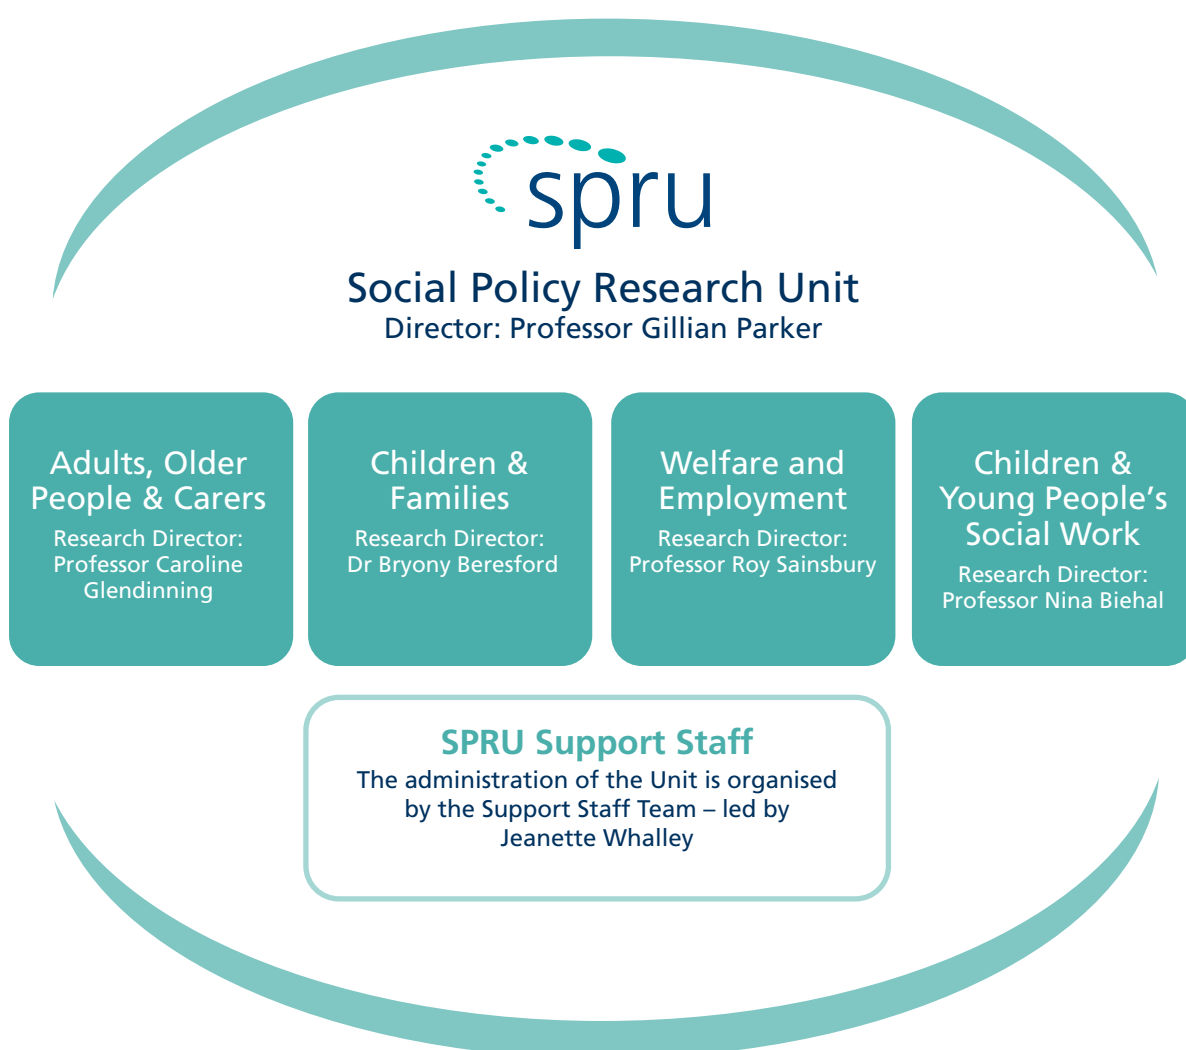 spru
Social Policy Research Unit
Director: Professor Gillian Parker
Adults, Older
People & Carers
Research Director:
Professor Caroline
Glendinning
Children &
Families
Research Director:
Dr Bryony Beresford
Welfare and
Employment
Research Director:
Professor Roy Sainsbury
Children &
Young People’s
Social Work
Research Director:
Professor Nina Biehal
SPRU Support Staff
The administration of the Unit is organised
by the Support Staff Team – led by
Jeanette Whalley